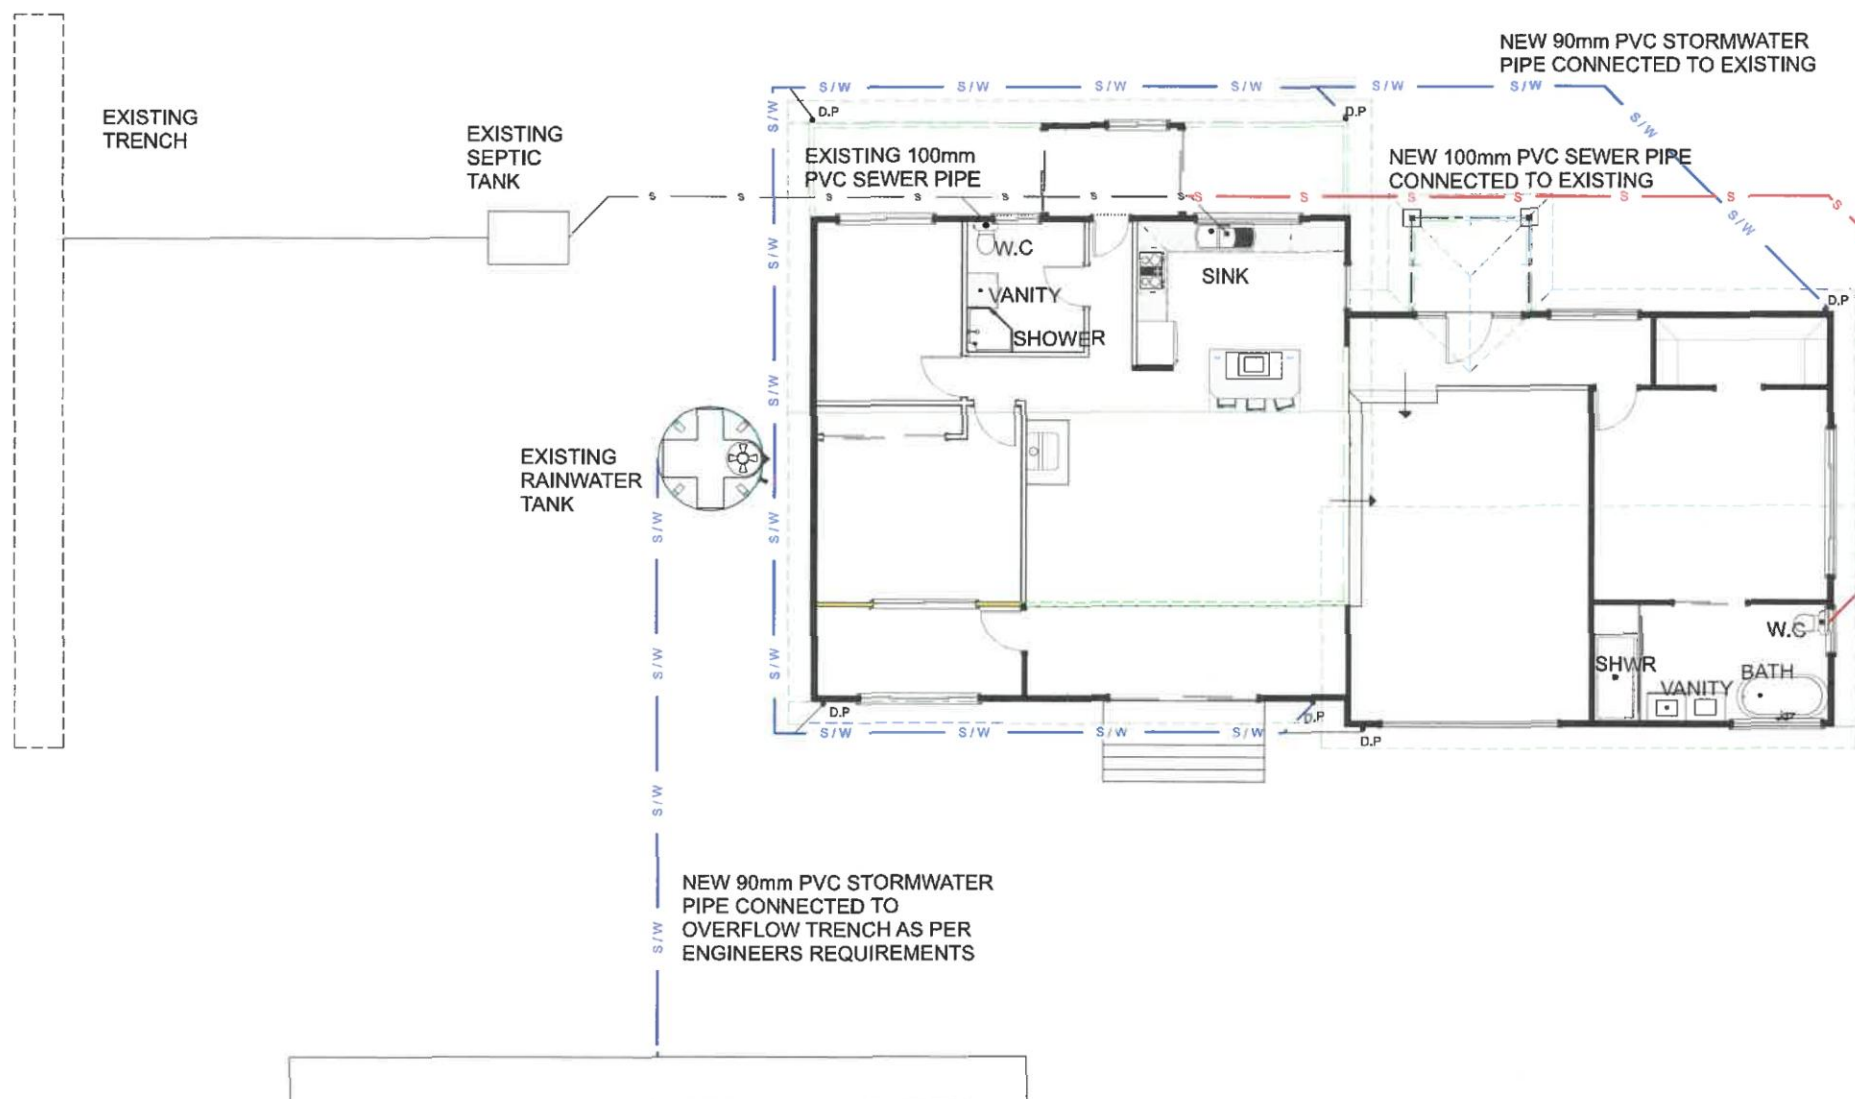 NEW 90mm PVC STORMWATER
PIPE CONNECTED TO EXISTING
S/W S/W S/W S/W S/W S/W
S/W
S/W
D.P
D.P
EXISTING
TRENCH
EXISTING
SEPTIC
TANK
EXISTING 100mm
PVC SEWER PIPE
NEW 100mm PVC SEWER PIPE
CONNECTED TO EXISTING
S S S S S S S S S S S S S
S/W
S/W
W.C
SINK
VANITY
SHOWER
D.P
S/W
EXISTING
RAINWATER
TANK
S/W
S/W
S/W
S/W
W.C
SHWR
BATH
VANITY
D.P
D.P
D.P
S/W S/W S/W S/W
S/W
NEW 90mm PVC STORMWATER
PIPE CONNECTED TO
OVERFLOW TRENCH AS PER
ENGINEERS REQUIREMENTS
S/W